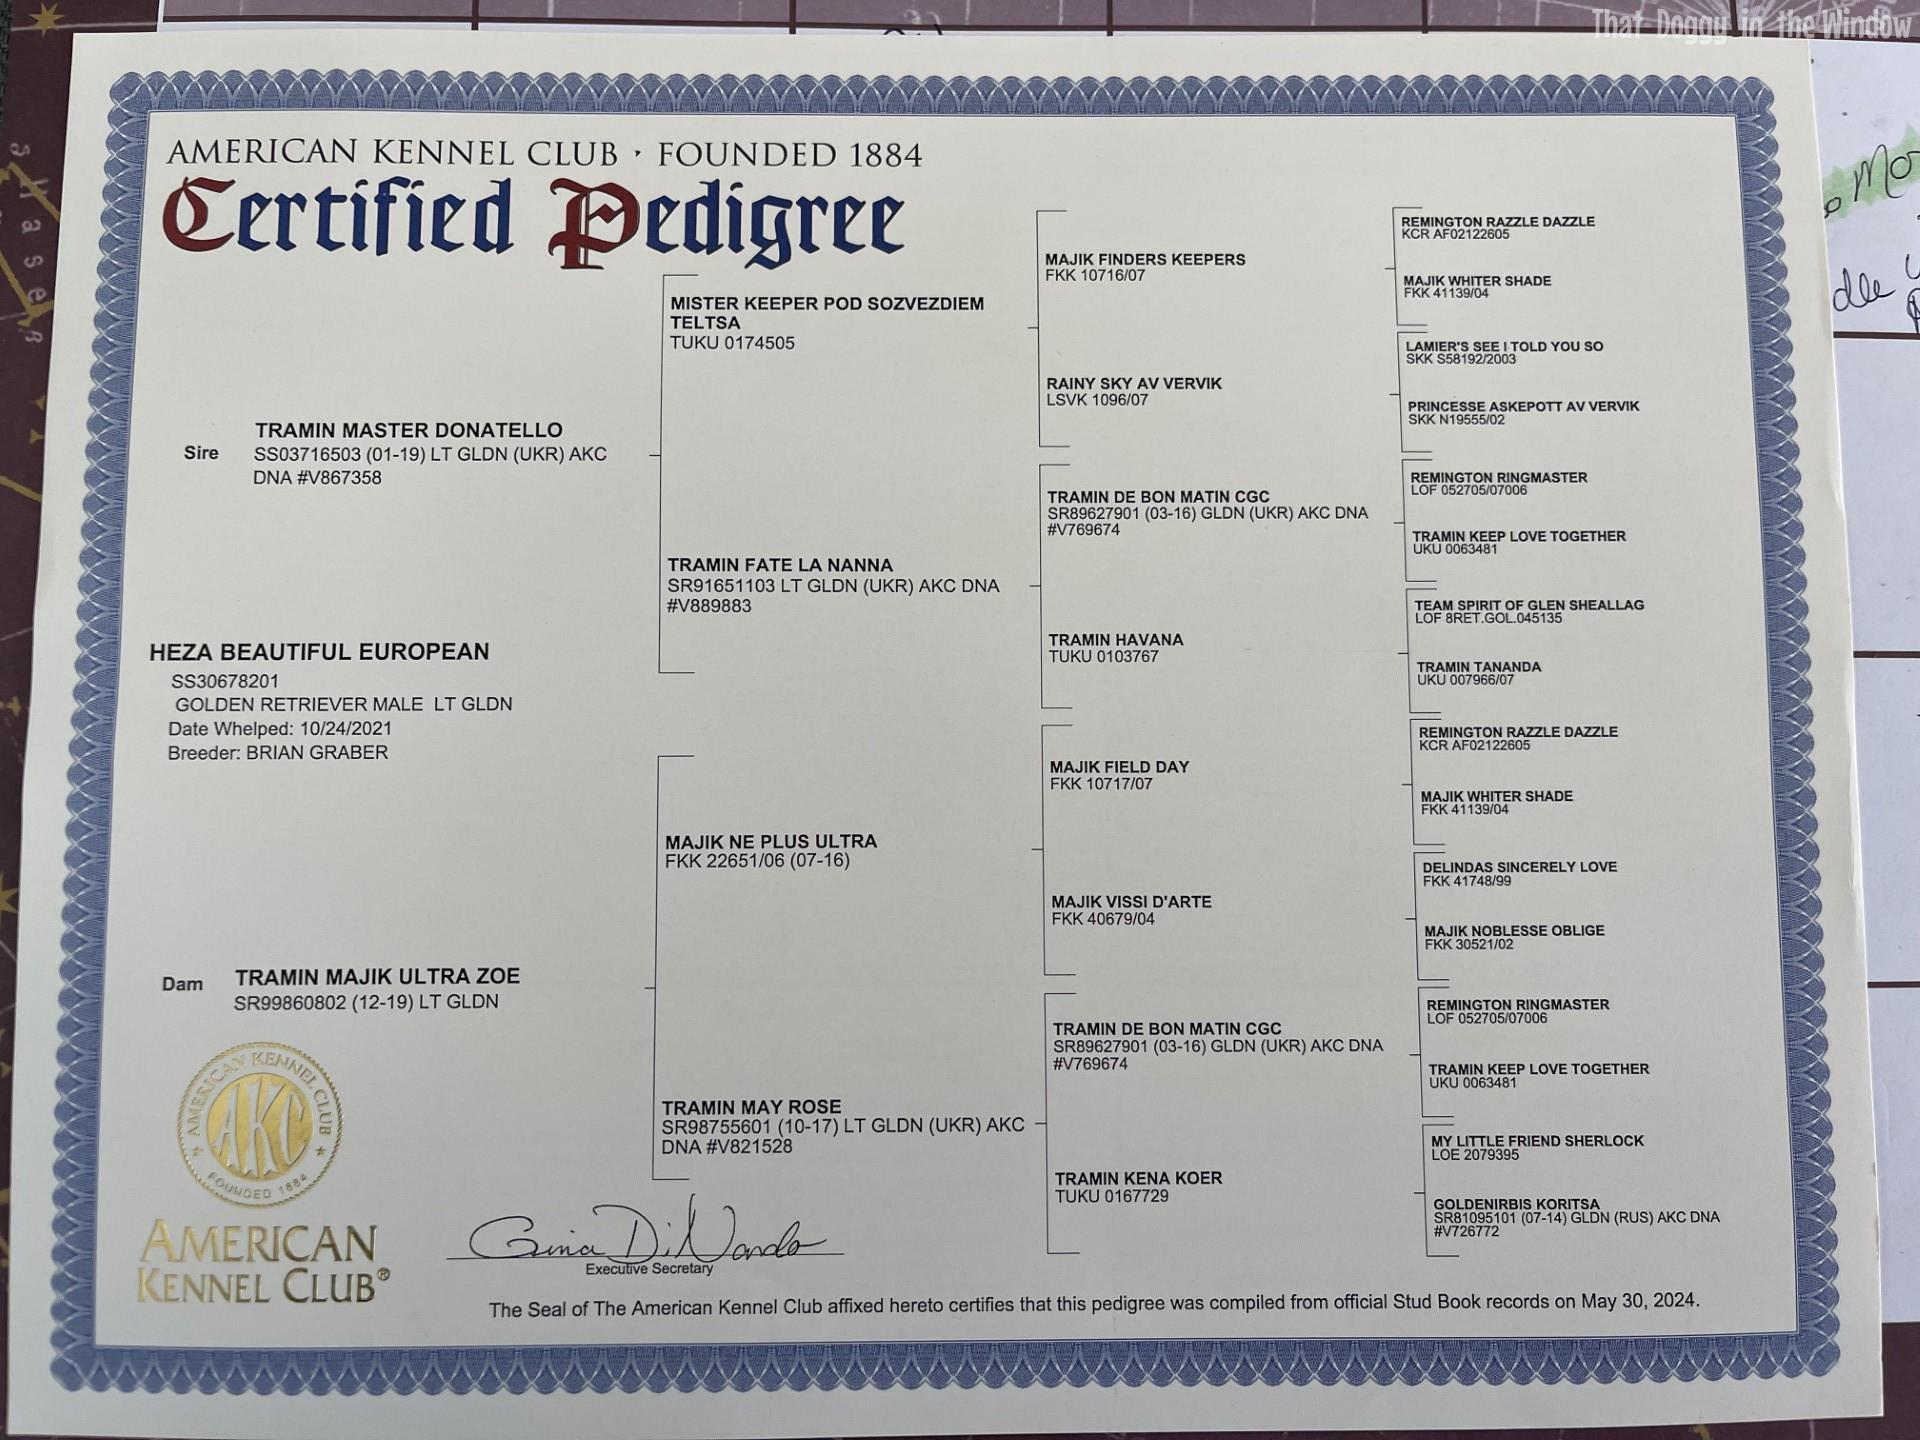 That Doggy in the Window
AMERICAN KENNEL CLUB · FOUNDED 1884
Certified Pedigree
HEZA BEAUTIFUL EUROPEAN
SS30678201
GOLDEN RETRIEVER MALE LT GLDN
Date Whelped: 10/24/2021
Breeder: BRIAN GRABER
Sire
TRAMIN MASTER DONATELLO
SS03716503 (01-19) LT GLDN (UKR) AKC
DNA #V867358
Dam
TRAMIN MAJIK ULTRA ZOE
SR99860802 (12-19) LT GLDN
MISTER KEEPER POD SOZVEZDIEM
TELTSA
TUKU 0174505
TRAMIN FATE LA NANNA
SR91651103 LT GLDN (UKR) AKC DNA
#V889883
MAJIK NE PLUS ULTRA
FKK 22651/06 (07-16)
TRAMIN MAY ROSE
SR98755601 (10-17) LT GLDN (UKR) AKC
DNA #V821528
MAJIK FINDERS KEEPERS
FKK 10716/07
RAINY SKY AV VERVIK
LSVK 1096/07
TRAMIN DE BON MATIN CGC
SR89627901 (03-16) GLDN (UKR) AKC DNA
#V769674
TRAMIN HAVANA
TUKU 0103767
MAJIK FIELD DAY
FKK 10717/07
MAJIK VISSI D'ARTE
FKK 40679/04
TRAMIN DE BON MATIN CGC
SR89627901 (03-16) GLDN (UKR) AKC DNA
#V769674
TRAMIN KENA KOER
TUKU 0167729
REMINGTON RAZZLE DAZZLE
KCR AF02122605
MAJIK WHITER SHADE
FKK 41139/04
LAMIER'S SEE I TOLD YOU SO
SKK S58192/2003
PRINCESSE ASKEPOTT AV VERVIK
SKK N19555/02
REMINGTON RINGMASTER
LOF 052705/07006
TRAMIN KEEP LOVE TOGETHER
UKU 0063481
TEAM SPIRIT OF GLEN SHEALLAG
LOF 8RET.GOL.045135
TRAMIN TANANDA
UKU 007966/07
REMINGTON RAZZLE DAZZLE
KCR AF02122605
MAJIK WHITER SHADE
FKK 41139/04
DELINDAS SINCERELY LOVE
FKK 41748/99
MAJIK NOBLESSE OBLIGE
FKK 30521/02
REMINGTON RINGMASTER
LOF 052705/07006
TRAMIN KEEP LOVE TOGETHER
UKU 0063481
MY LITTLE FRIEND SHERLOCK
LOE 2079395
GOLDENIRBIS KORITSA
SR81095101 (07-14) GLDN (RUS) AKC DNA
#V726772
AMERICAN KENNEL CLUB
AKC
FOUNDED 1884
AMERICAN
KENNEL CLUB®
Gina DiNardo
Executive Secretary
The Seal of The American Kennel Club affixed hereto certifies that this pedigree was compiled from official Stud Book records on May 30, 2024.